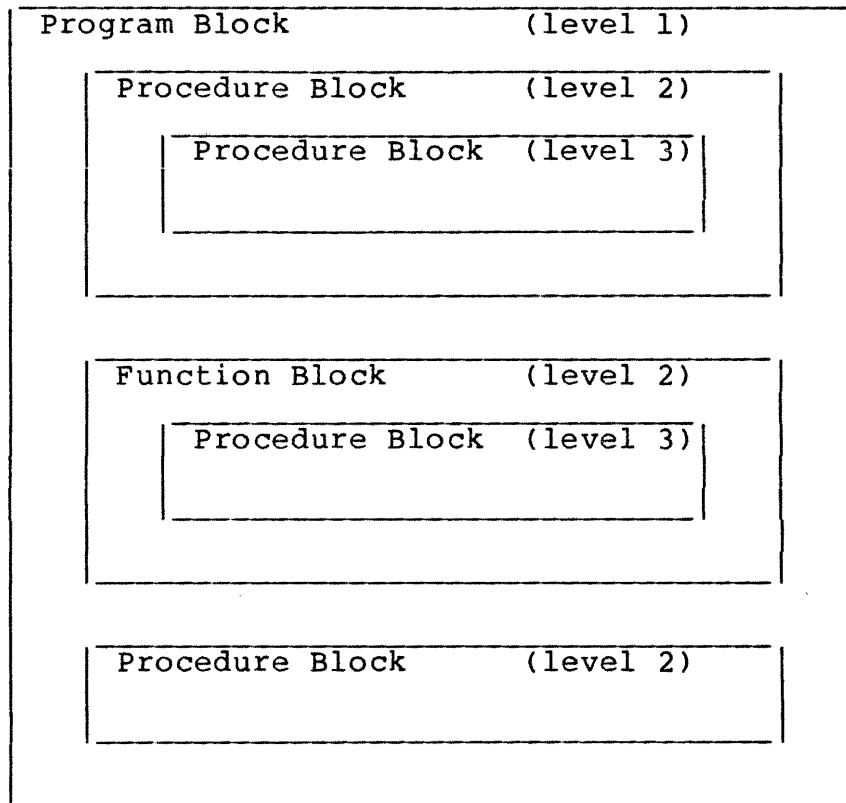 Program Block (level 1)
Procedure Block (level 2)
Procedure Block (level 3)
Function Block (level 2)
Procedure Block (level 3)
Procedure Block (level 2)